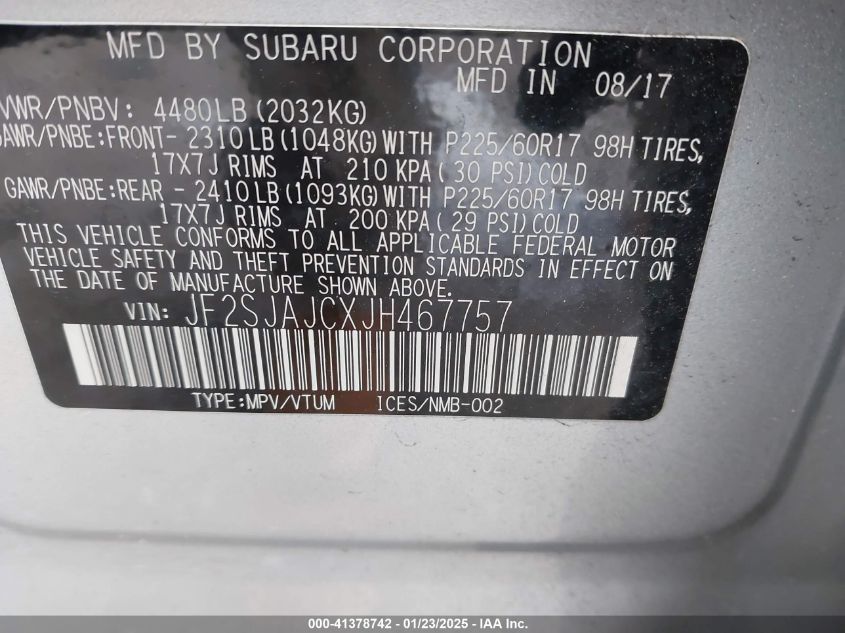 MFD BY SUBARU CORPORATION
MFD IN 08/17
VWR/PNBV: 4480LB(2032KG)
GAWR/PNBE:FRONT- 2310LB(1048KG)WITH P225/60R17 98H TIRES,
17X7J RIMS AT 210 KPA(30 PSI)COLD
GAWR/PNBE:REAR - 2410LB(1093KG)WITH P225/60R17 98H TIRES,
17X7J RIMS AT 200 KPA(29 PSI)COLD
THIS VEHICLE CONFORMS TO ALL APPLICABLE FEDERAL MOTOR
VEHICLE SAFETY AND THEFT PREVENTION STANDARDS IN EFFECT ON
THE DATE OF MANUFACTURE SHOWN ABOVE.
VIN: JF2SJAJCXJH467757
TYPE:MPV/VTUM ICES/NMB-002
000-41378742 - 01/23/2025 - IAA Inc.